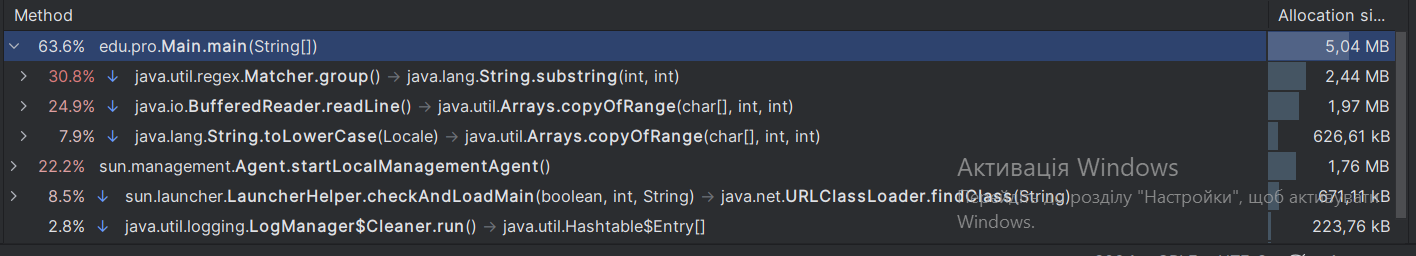 Method Allocation si...
63.6% edu.pro.Main.main(String[]) 5,04 MB
30.8% ↓ java.util.regex.Matcher.group() → java.lang.String.substring(int, int) 2,44 MB
24.9% ↓ java.io.BufferedReader.readLine() → java.util.Arrays.copyOfRange(char[], int, int) 1,97 MB
7.9% ↓ java.lang.String.toLowerCase(Locale) → java.util.Arrays.copyOfRange(char[], int, int) 626,61 kB
22.2% sun.management.Agent.startLocalManagementAgent() 1,76 MB
8.5% ↓ sun.launcher.LauncherHelper.checkAndLoadMain(boolean, int, String) → java.net.URLClassLoader.findClass(String) 671,11 kB
2.8% ↓ java.util.logging.LogManager$Cleaner.run() → java.util.Hashtable$Entry[] 223,76 kB
Активація Windows
Перейдіть до розділу "Настройки", щоб активувати
Windows.